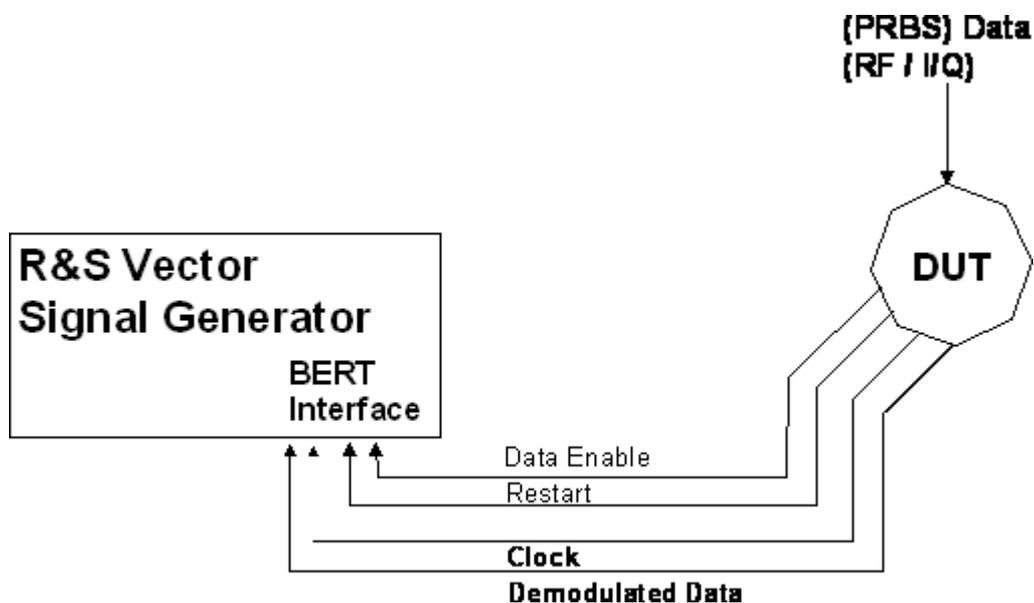 (PRBS) Data
(RF / I/Q)
DUT
R&S Vector
Signal Generator
BERT
Interface
Data Enable
Restart
Clock
Demodulated Data